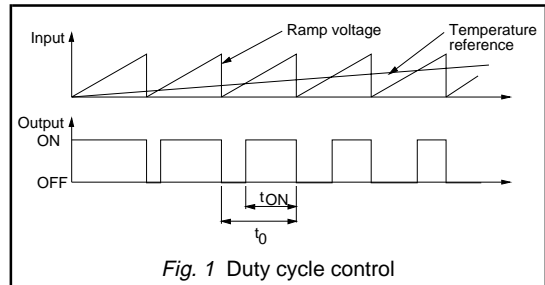 Input
Ramp voltage
Temperature
reference
Output
ON
OFF
tON
t0
Fig. 1 Duty cycle control